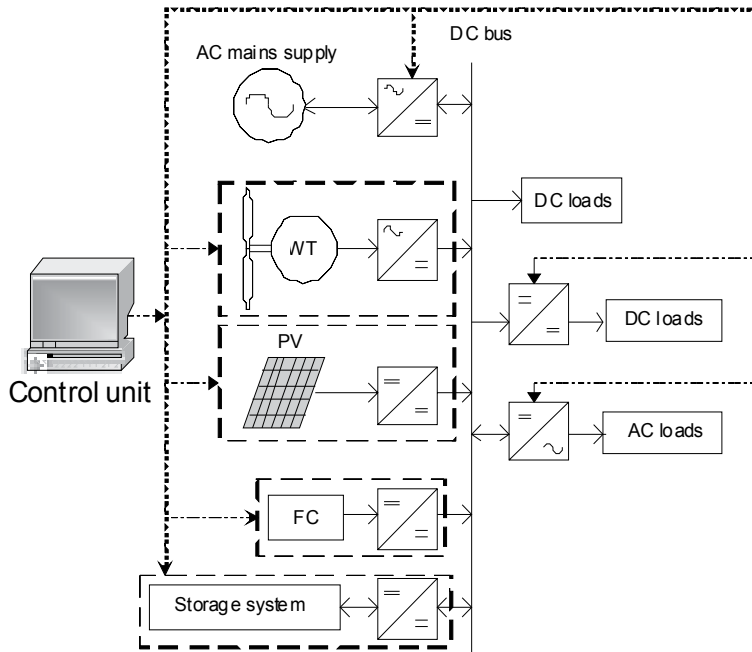 DC bus
AC mains supply
DC loads
WT
DC loads
PV
Control unit
AC loads
FC
Storage system